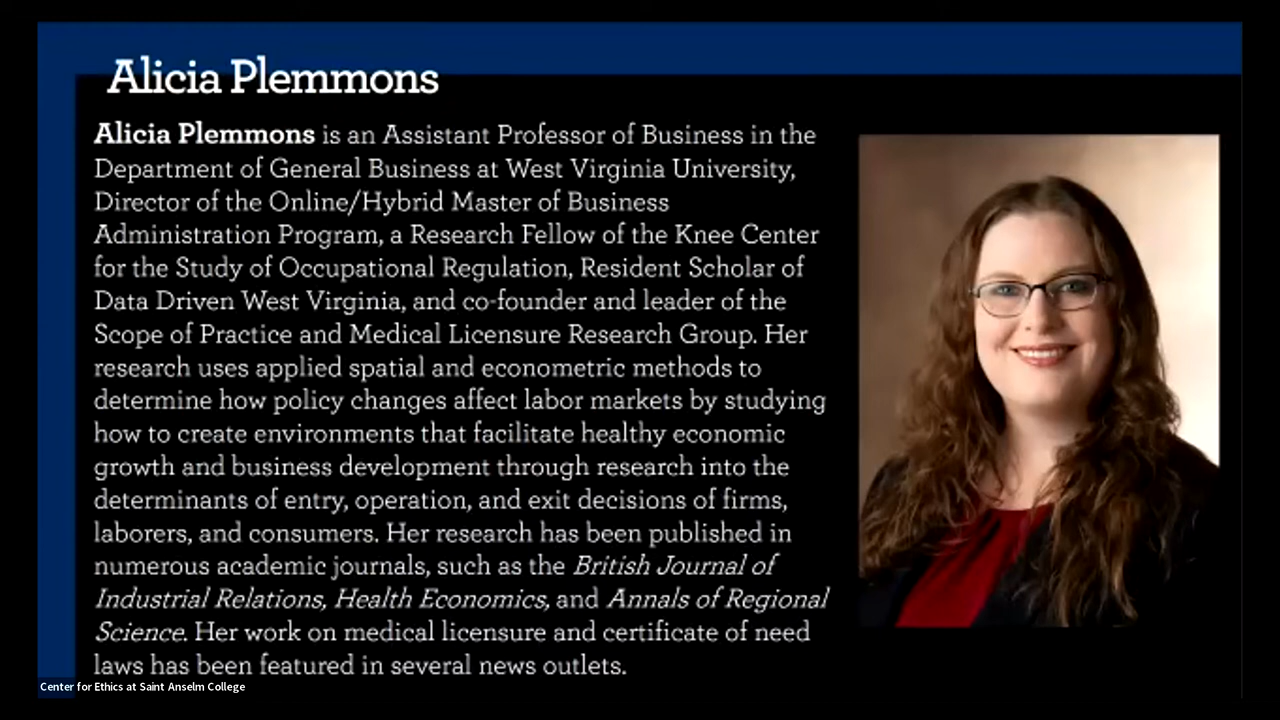 Alicia Plemmons
Alicia Plemmons is an Assistant Professor of Business in the
Department of General Business at West Virginia University,
Director of the Online/Hybrid Master of Business
Administration Program, a Research Fellow of the Knee Center
for the Study of Occupational Regulation, Resident Scholar of
Data Driven West Virginia, and co-founder and leader of the
Scope of Practice and Medical Licensure Research Group. Her
research uses applied spatial and econometric methods to
determine how policy changes affect labor markets by studying
how to create environments that facilitate healthy economic
growth and business development through research into the
determinants of entry, operation, and exit decisions of firms,
laborers, and consumers. Her research has been published in
numerous academic journals, such as the British Journal of
Industrial Relations, Health Economics, and Annals of Regional
Science. Her work on medical licensure and certificate of need
laws has been featured in several news outlets.
Center for Ethics at Saint Anselm College